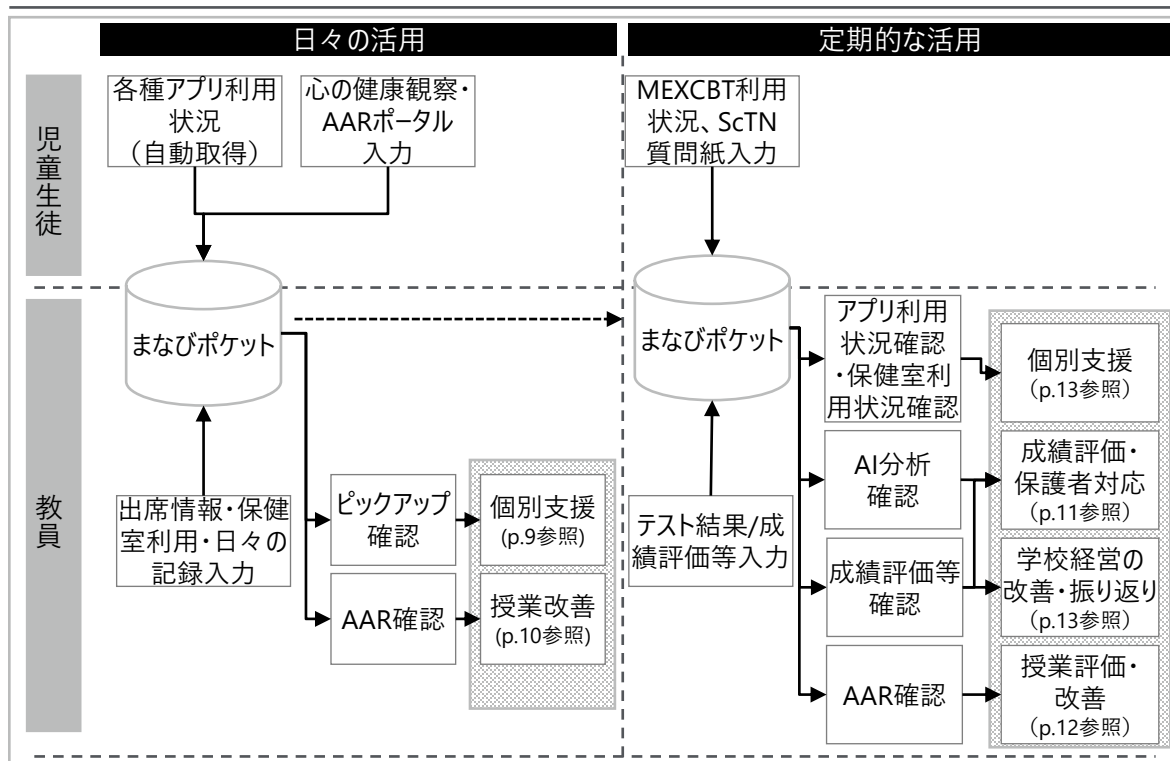 日々の活用
定期的な活用
児童生徒
各種アプリ利用
状況
（自動取得）
心の健康観察・
AARポータル
入力
MEXCBT利用
状況、ScTN
質問紙入力
教員
まなびポケット
出席情報・保健
室利用・日々の
記録入力
ピックアップ
確認
個別支援
(p.9参照)
AAR確認
授業改善
(p.10参照)
まなびポケット
テスト結果/成
績評価等入力
アプリ利用
状況確認
・保健室利
用状況確認
個別支援
（p.13参照）
AI分析
確認
成績評価・
保護者対応
（p.11参照）
成績評価等
確認
学校経営の
改善・振り返り
（p.13参照）
AAR確認
授業評価・
改善
（p.12参照）